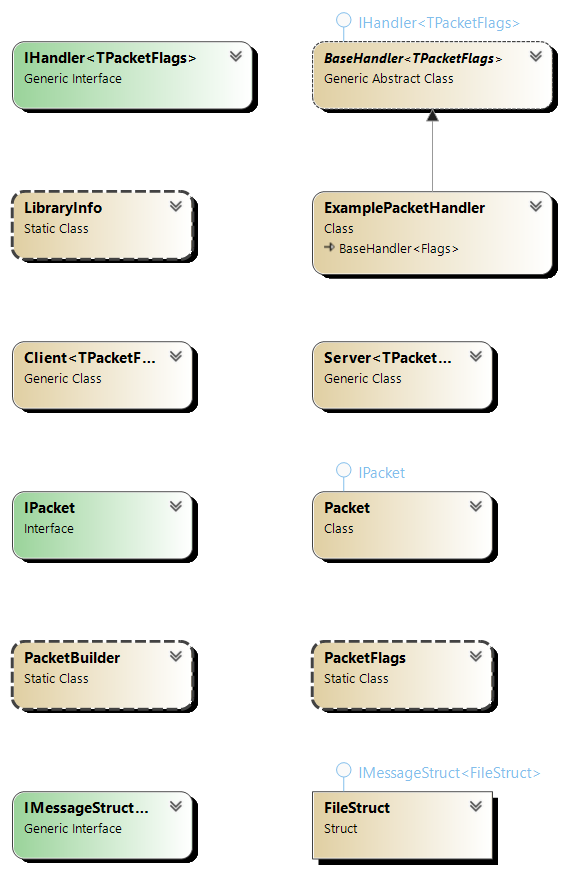 IHandler<TPacketFlags>
IHandler<TPacketFlags>
Generic Interface
BaseHandler<TPacketFlags>
Generic Abstract Class
LibraryInfo
Static Class
ExamplePacketHandler
Class
BaseHandler<Flags>
Client<TPacketF...
Generic Class
Server<TPacket...
Generic Class
IPacket
IPacket
Interface
Packet
Class
PacketBuilder
Static Class
PacketFlags
Static Class
IMessageStruct<FileStruct>
IMessageStruct...
Generic Interface
FileStruct
Struct